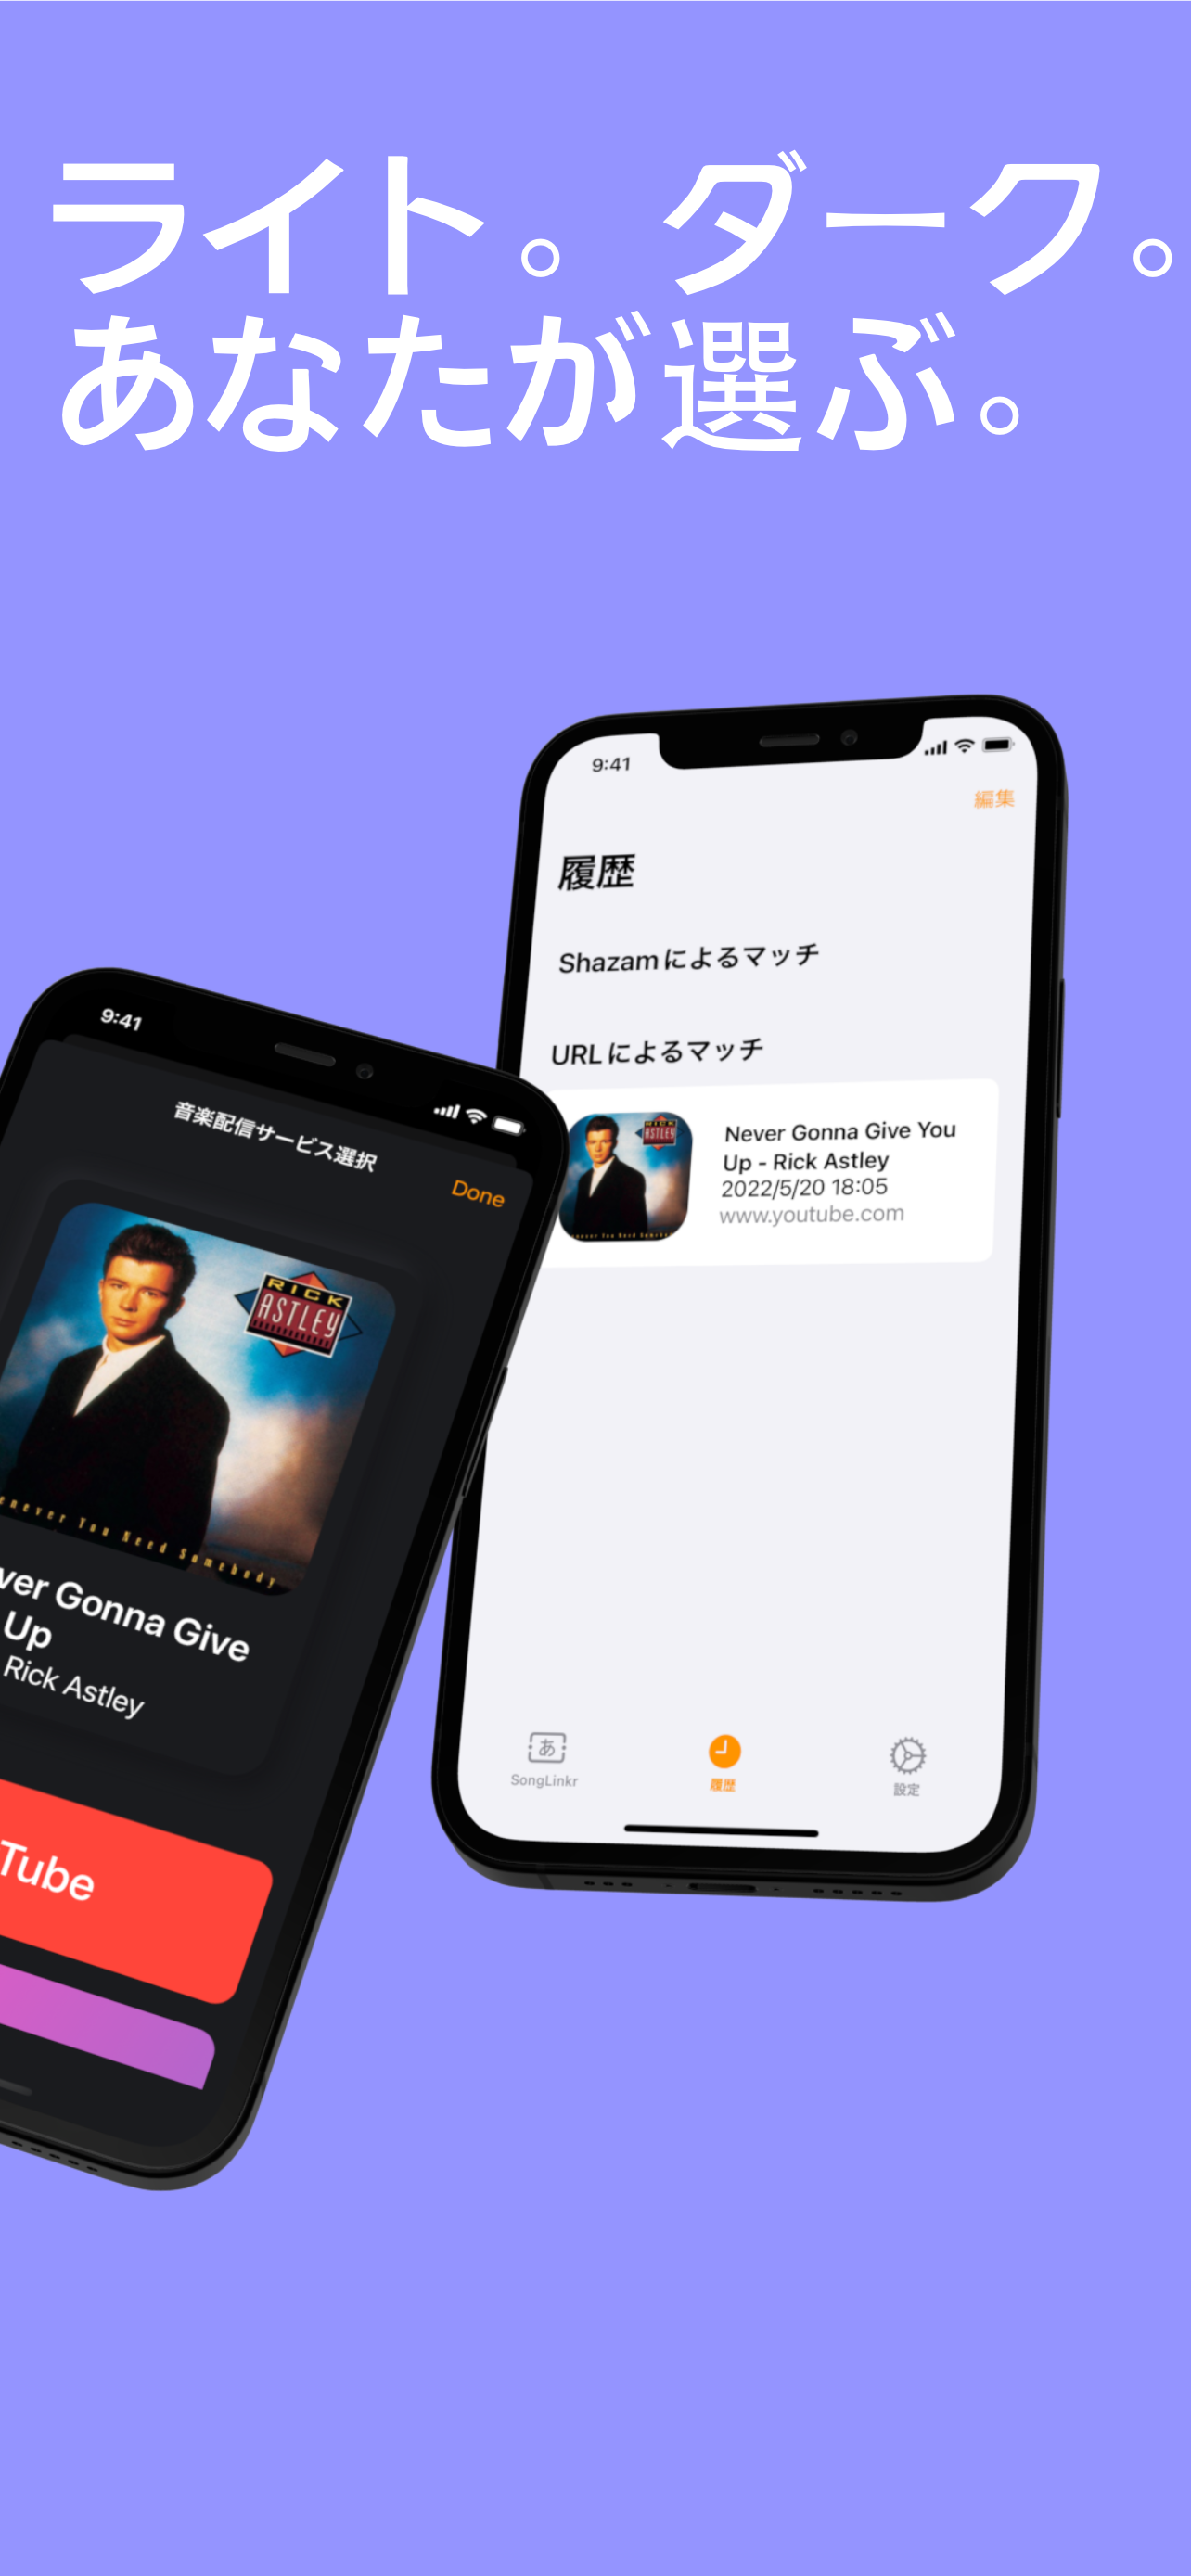 ライト。ダーク。
あなたが選ぶ。
9:41
編集
履歴
Shazamによるマッチ
URLによるマッチ
RICK
ASTLEY
Never Gonna Give You
Up - Rick Astley
2022/5/20 18:05
www.youtube.com
SongLinkr
履歴
設定
9:41
音楽配信サービス選択
Done
RICK
ASTLEY
enever You Need Somebody
ver Gonna Give
Up
Rick Astley
Tube